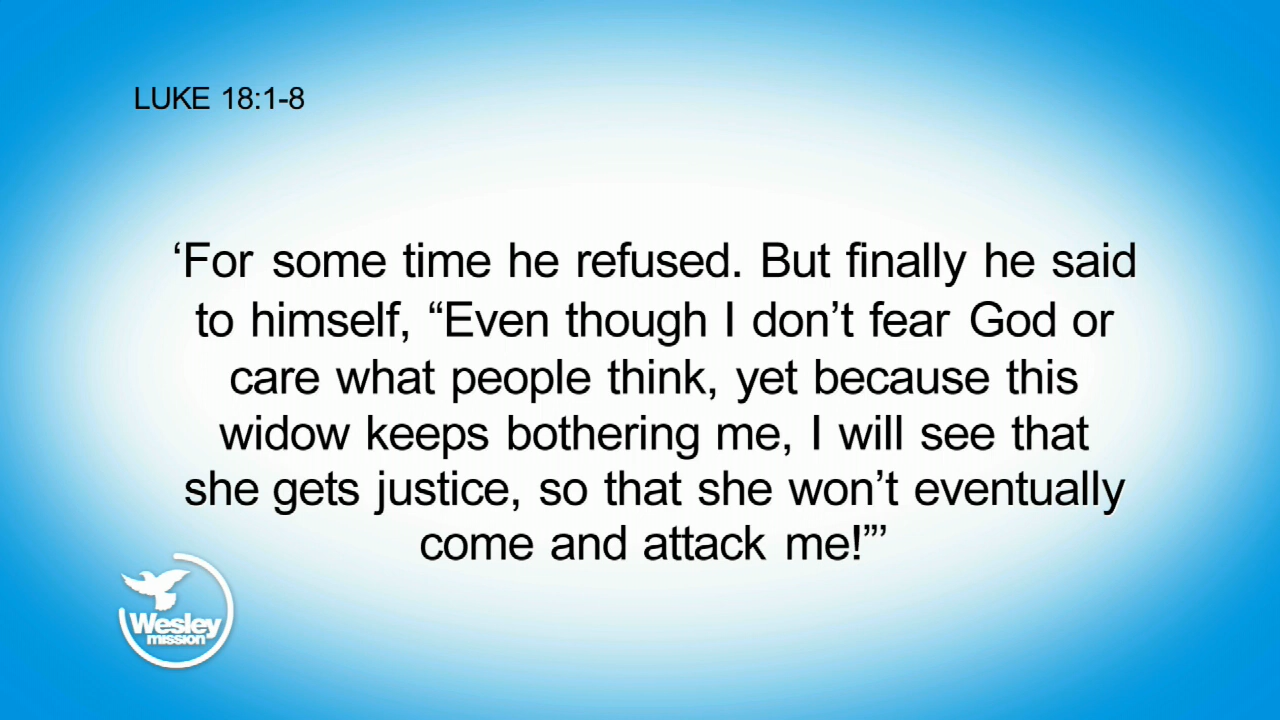 LUKE 18:1-8
‘For some time he refused. But finally he said
to himself, “Even though I don’t fear God or
care what people think, yet because this
widow keeps bothering me, I will see that
she gets justice, so that she won’t eventually
come and attack me!”’
Wesley
mission